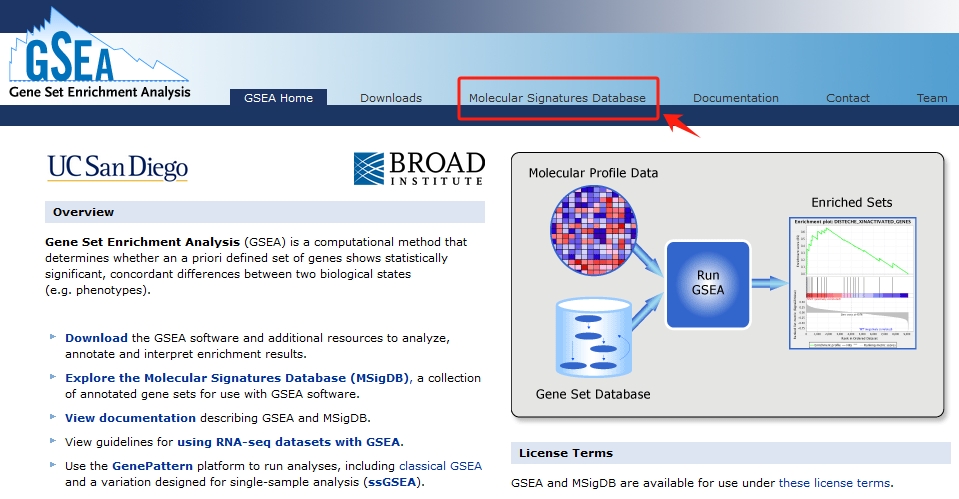 GSEA
Gene Set Enrichment Analysis
GSEA Home
Downloads
Molecular Signatures Database
Documentation
Contact
Team
UC San Diego
BROAD
INSTITUTE
Overview
Gene Set Enrichment Analysis (GSEA) is a computational method that
determines whether an a priori defined set of genes shows statistically
significant, concordant differences between two biological states
(e.g. phenotypes).
Download the GSEA software and additional resources to analyze,
annotate and interpret enrichment results.
Explore the Molecular Signatures Database (MSigDB), a collection
of annotated gene sets for use with GSEA software.
View documentation describing GSEA and MSigDB.
View guidelines for using RNA-seq datasets with GSEA.
Use the GenePattern platform to run analyses, including classical GSEA
and a variation designed for single-sample analysis (ssGSEA).
Molecular Profile Data
Enriched Sets
Enrichment plot: DISTECHE_XINACTIVATED_GENES
Run
GSEA
Gene Set Database
License Terms
GSEA and MSigDB are available for use under these license terms.